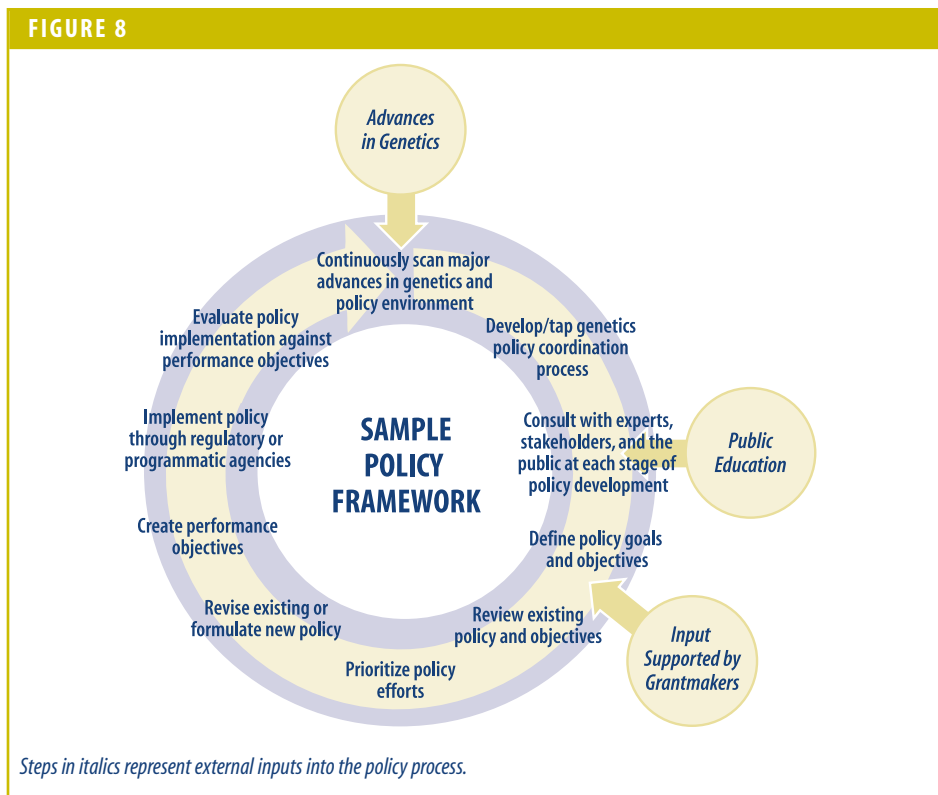 FIGURE 8
Advances
in Genetics
Continuously scan major
advances in genetics and
policy environment
Develop/tap genetics
policy coordination
process
Consult with experts,
stakeholders, and the
public at each stage of
policy development
Public
Education
Define policy goals
and objectives
Input
Supported by
Grantmakers
Review existing
policy and objectives
Prioritize policy
efforts
Revise existing or
formulate new policy
Create performance
objectives
Implement policy
through regulatory or
programmatic agencies
Evaluate policy
implementation against
performance objectives
SAMPLE
POLICY
FRAMEWORK
Steps in italics represent external inputs into the policy process.